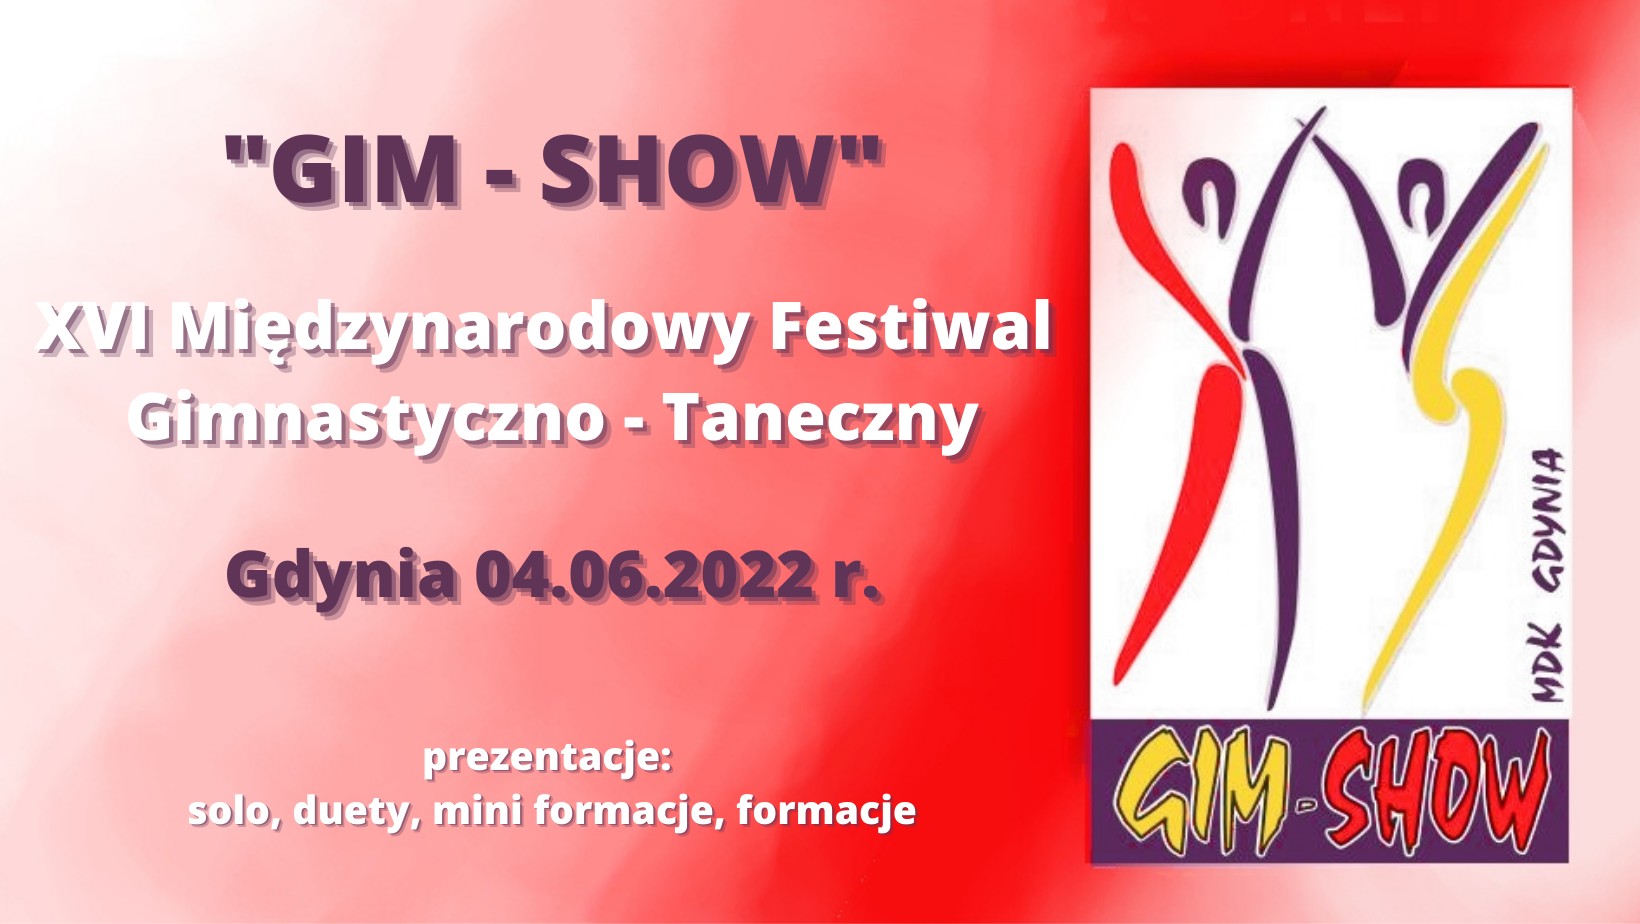 "GIM - SHOW"
XVI Międzynarodowy Festiwal
Gimnastyczno - Taneczny
Gdynia 04.06.2022 r.
prezentacje:
solo, duety, mini formacje, formacje
MDK GDYNIA
GIM-SHOW